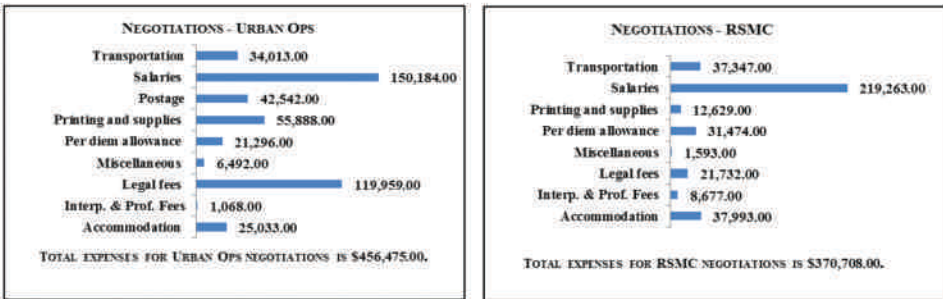 NEGOTIATIONS - URBAN OPS
Transportation 34,013.00
Salaries 150,184.00
Postage 42,542.00
Printing and supplies 55,888.00
Per diem allowance 21,296.00
Miscellaneous 6,492.00
Legal fees 119,959.00
Interp. & Prof. Fees 1,068.00
Accommodation 25,033.00
TOTAL EXPENSES FOR URBAN OPS NEGOTIATIONS IS $456,475.00.
NEGOTIATIONS - RSMC
Transportation 37,347.00
Salaries 219,263.00
Printing and supplies 12,629.00
Per diem allowance 31,474.00
Miscellaneous 1,593.00
Legal fees 21,732.00
Interp. & Prof. Fees 8,677.00
Accommodation 37,993.00
TOTAL EXPENSES FOR RSMC NEGOTIATIONS IS $370,708.00.